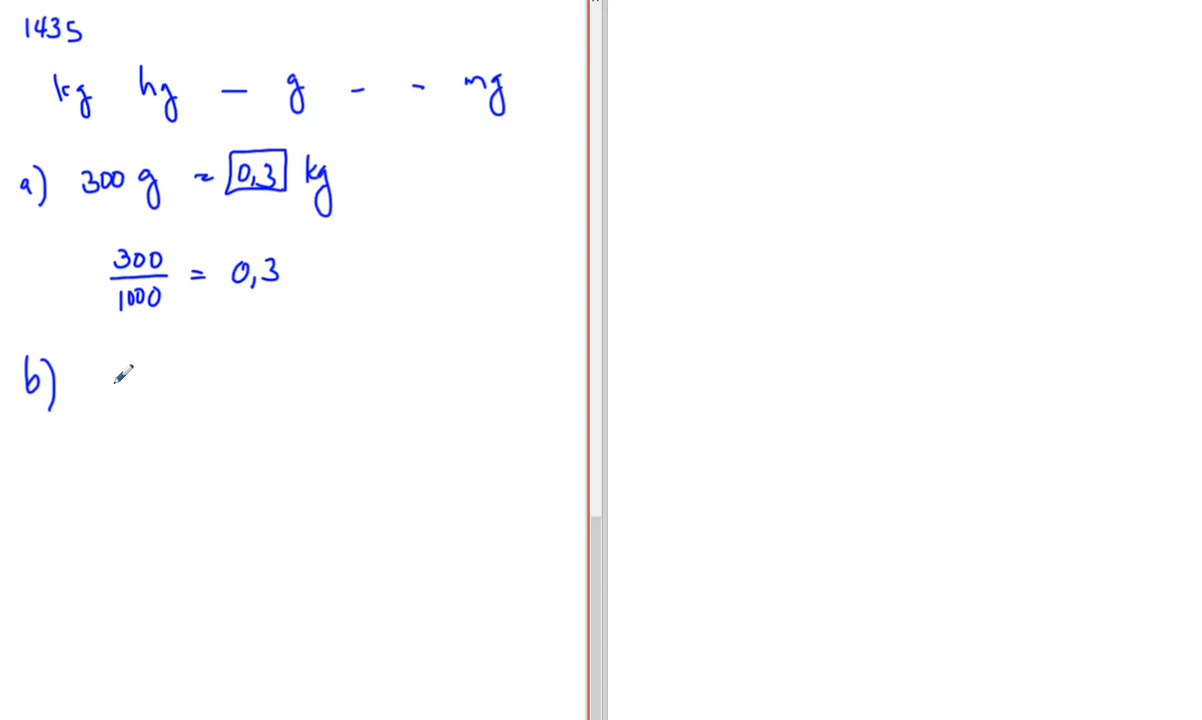 1435
kg hg — g - - mg
a) 300 g ~ 0,3 kg
300
1000 = 0,3
b)